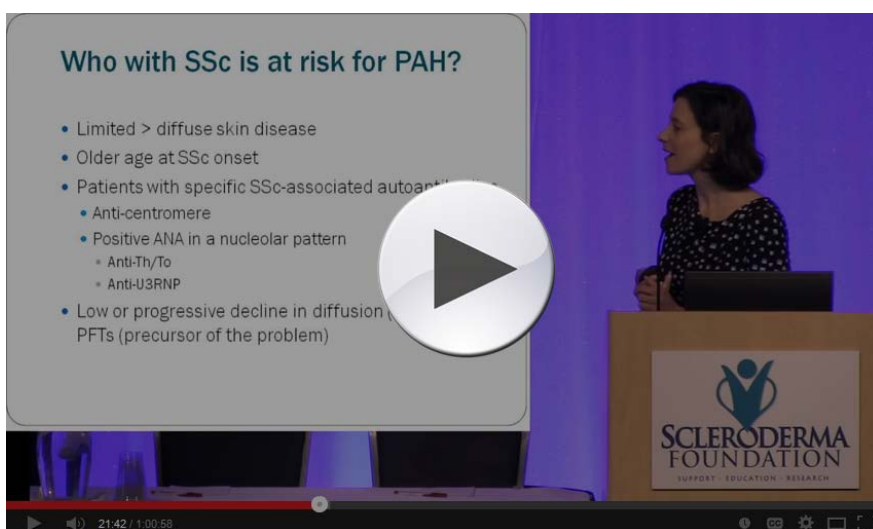 Who with SSc is at risk for PAH?
• Limited > diffuse skin disease
• Older age at SSc onset
• Patients with specific SSc-associated
• Anti-centromere
• Positive ANA in a nucleolar pattern
• Anti-Th/To
• Anti-U3RNP
• Low or progressive decline in diffusion (
PFTs (precursor of the problem)
SCLERODERMA
FOUNDATION
SUPPORT · EDUCATION · RESEARCH
21:42 / 1:00:58
CC